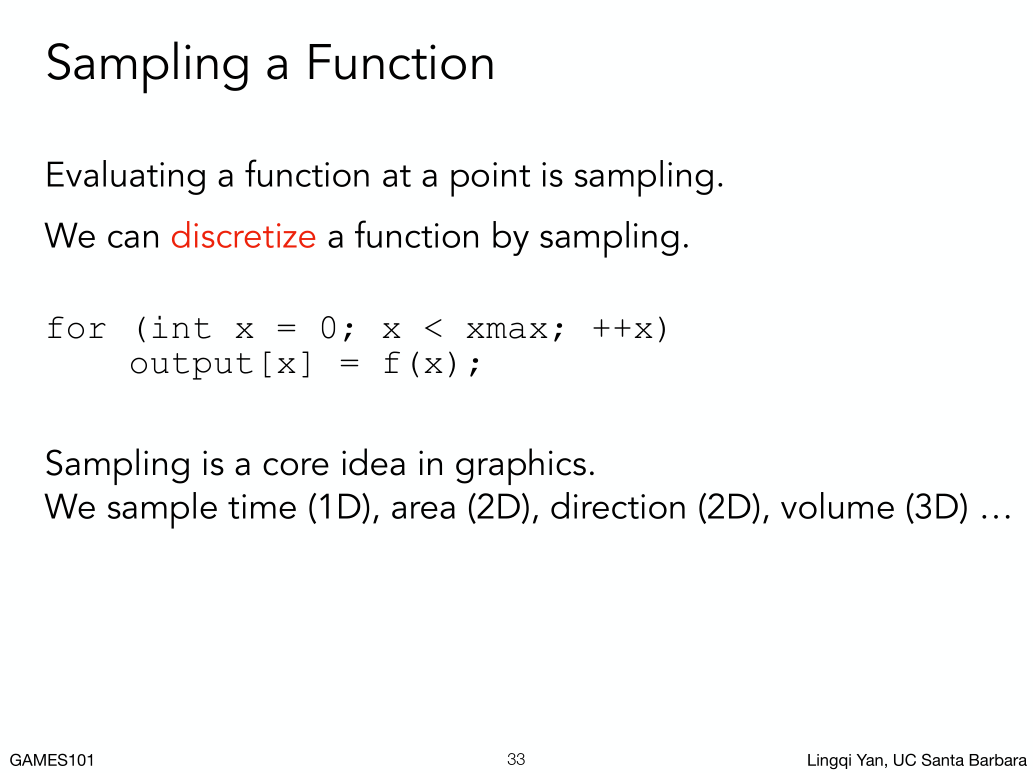 Sampling a Function
Evaluating a function at a point is sampling.
We can discretize a function by sampling.
for (int x = 0; x < xmax; ++x)
    output[x] = f(x);
Sampling is a core idea in graphics.
We sample time (1D), area (2D), direction (2D), volume (3D) …
GAMES101
33
Lingqi Yan, UC Santa Barbara